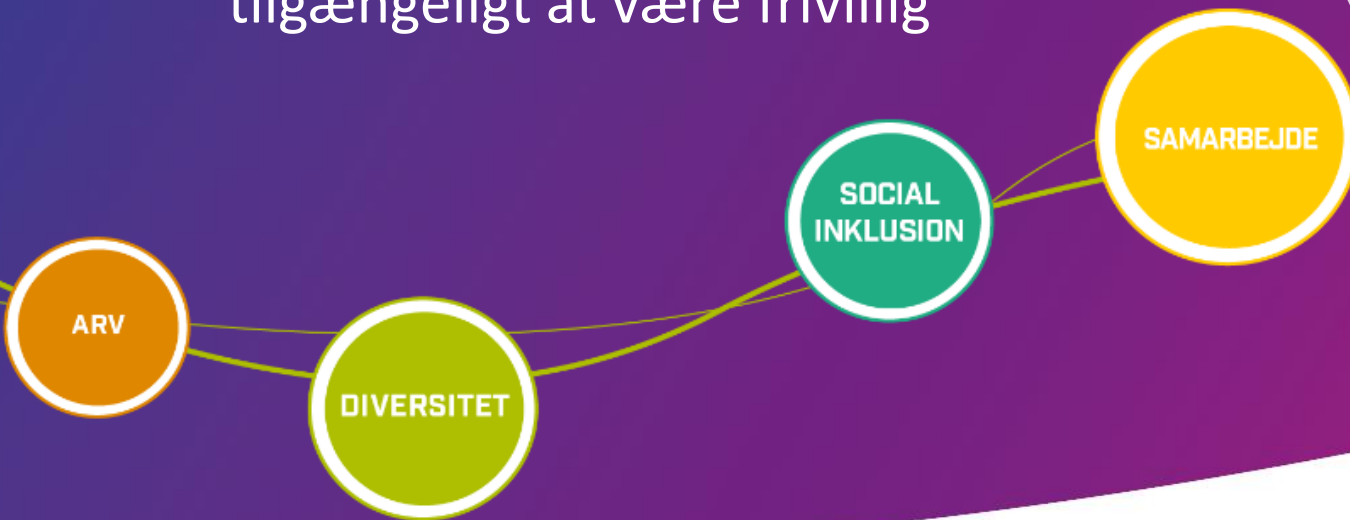 tilgængeligt at være frivillig
SAMARBEJDE
SOCIAL
INKLUSION
ARV
DIVERSITET